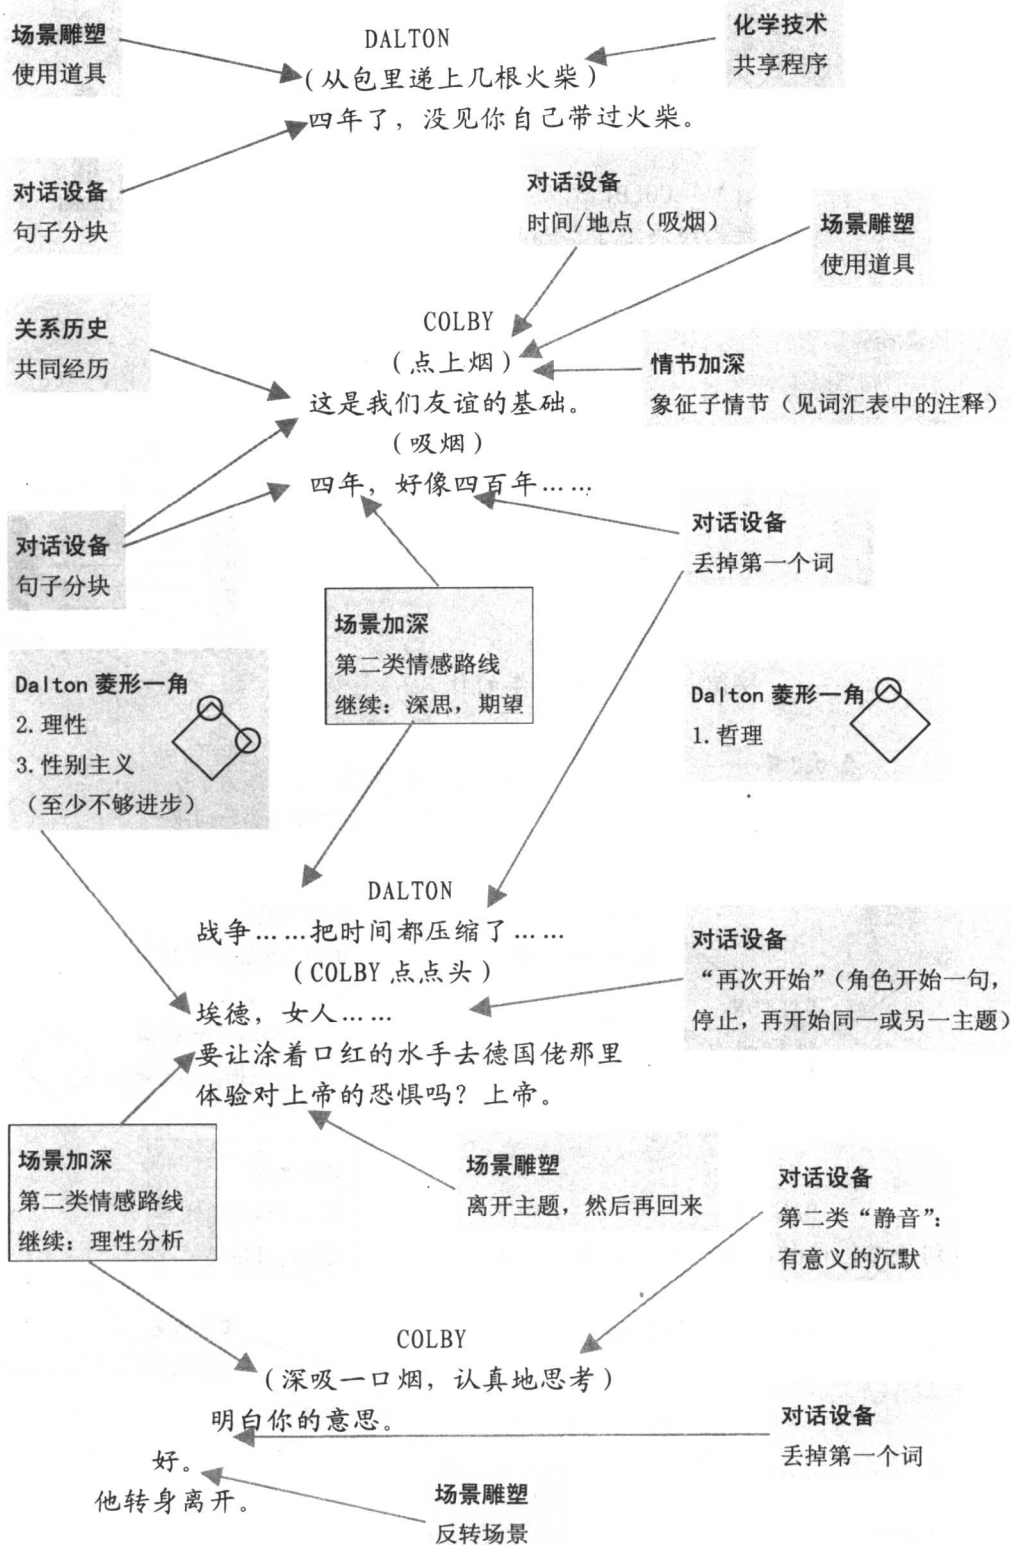 场景雕塑
使用道具
DALTON
化学技术
共享程序
（从包里递上几根火柴）
四年了，没见你自己带过火柴。
对话设备
句子分块
对话设备
时间/地点（吸烟）
场景雕塑
使用道具
关系历史
共同经历
COLBY
（点上烟）
情节加深
象征子情节（见词汇表中的注释）
这是我们友谊的基础。
（吸烟）
四年，好像四百年……
对话设备
句子分块
对话设备
丢掉第一个词
场景加深
第二类情感路线
继续：深思，期望
Dalton 菱形一角
2. 理性
3. 性别主义
（至少不够进步）
Dalton 菱形一角
1. 哲理
DALTON
战争……把时间都压缩了……
（COLBY 点点头）
对话设备
“再次开始”（角色开始一句，
停止，再开始同一或另一主题）
埃德，女人……
要让涂着口红的水手去德国佬那里
体验对上帝的恐惧吗？上帝。
场景加深
第二类情感路线
继续：理性分析
场景雕塑
离开主题，然后再回来
对话设备
第二类“静音”：
有意义的沉默
COLBY
（深吸一口烟，认真地思考）
明白你的意思。
对话设备
丢掉第一个词
好。
他转身离开。
场景雕塑
反转场景